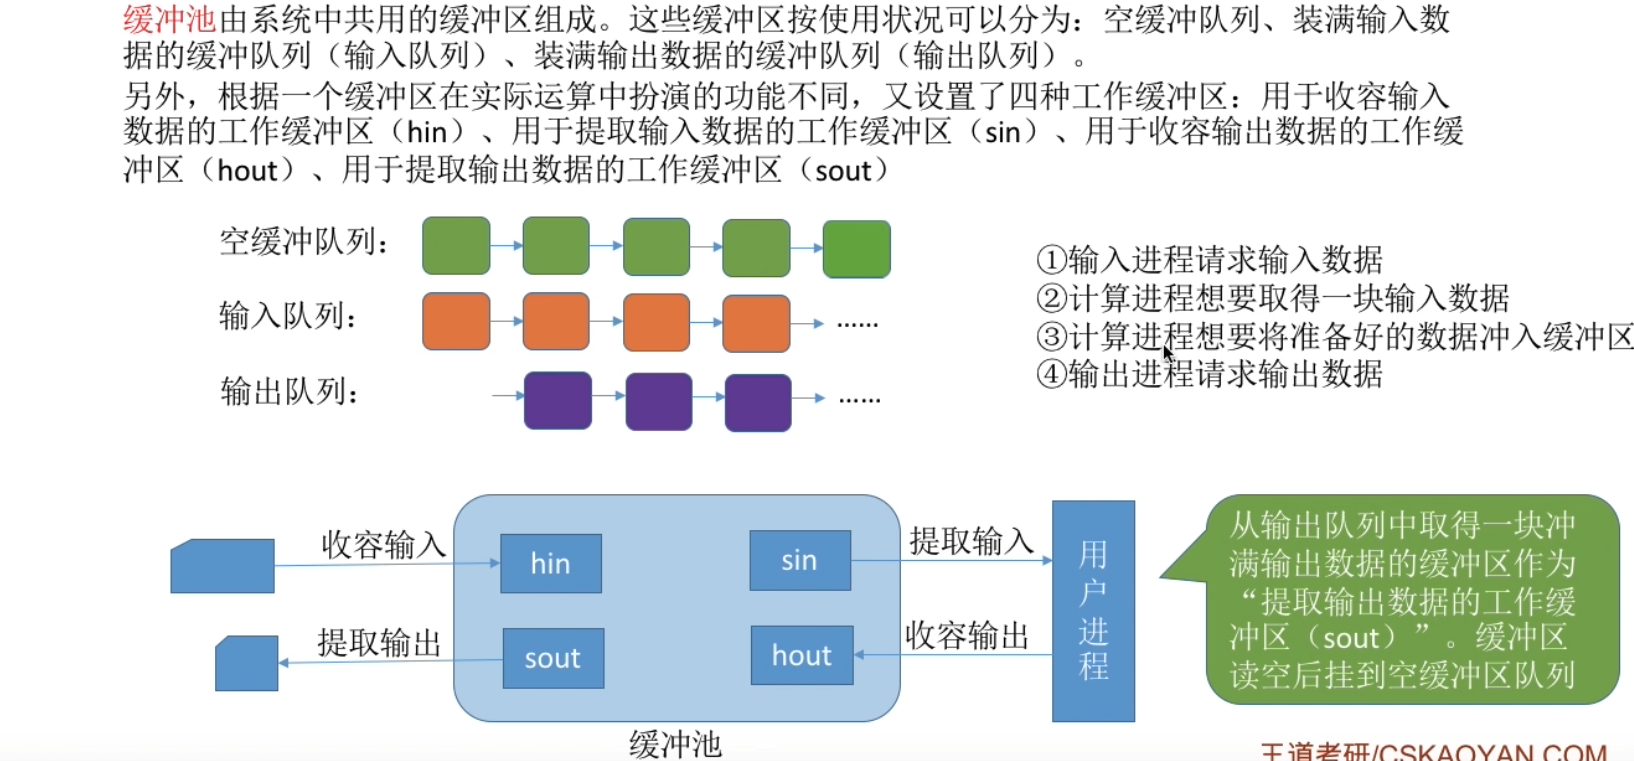 缓冲池由系统中共用的缓冲区组成。这些缓冲区按使用状况可以分为：空缓冲队列、装满输入数
据的缓冲队列（输入队列）、装满输出数据的缓冲队列（输出队列）。
另外，根据一个缓冲区在实际运算中扮演的功能不同，又设置了四种工作缓冲区：用于收容输入
数据的工作缓冲区（hin）、用于提取输入数据的工作缓冲区（sin）、用于收容输出数据的工作缓
冲区（hout）、用于提取输出数据的工作缓冲区（sout）
空缓冲队列：
输入队列：
……
输出队列：
……
①输入进程请求输入数据
②计算进程想要取得一块输入数据
③计算进程想要将准备好的数据冲入缓冲区
④输出进程请求输出数据
收容输入
hin
sin
提取输入
提取输出
sout
hout
收容输出
用户进程
缓冲池
从输出队列中取得一块冲
满输出数据的缓冲区作为
“提取输出数据的工作缓
冲区（sout）”。缓冲区
读空后挂到空缓冲区队列
王道考研/CSKAOYAN.COM